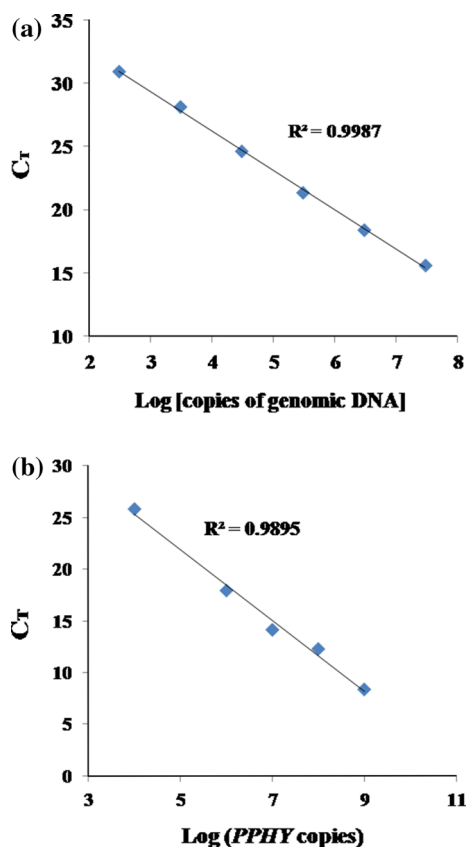 (a)
35
30
25
20
15
10
C_T
R² = 0.9987
2 3 4 5 6 7 8
Log [copies of genomic DNA]
(b)
30
25
20
15
10
5
0
C_T
R² = 0.9895
3 5 7 9 11
Log (PPHY copies)